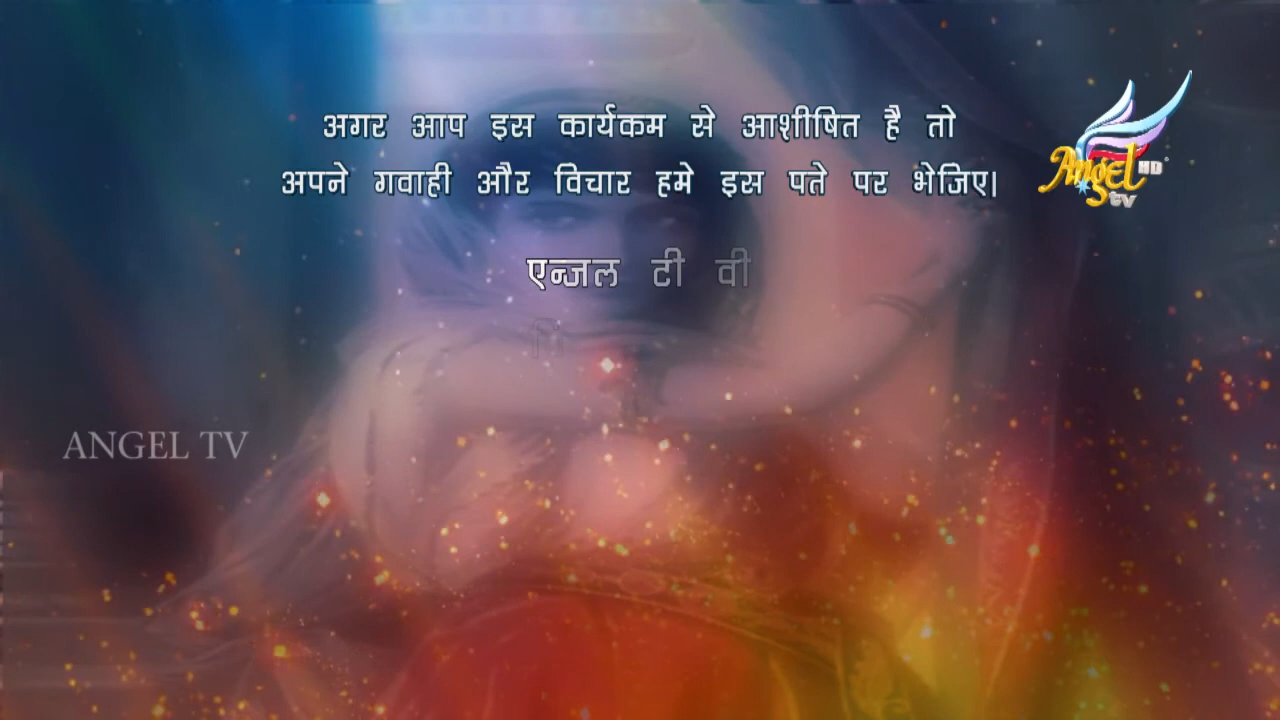 अगर आप इस कार्यकम से आशीषित है तो
अपने गवाही और विचार हमे इस पते पर भेजिए।
Angel HD
tv
एन्जल टी वी
ANGEL TV